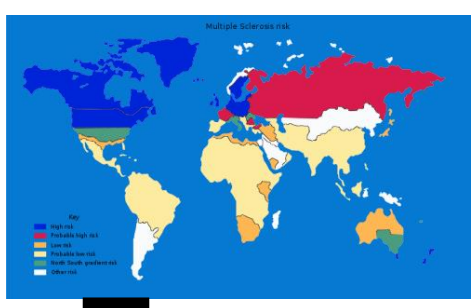 Multiple Sclerosis risk
Key
High risk
Probable high risk
Low risk
Probable low risk
North South gradient risk
Other risk